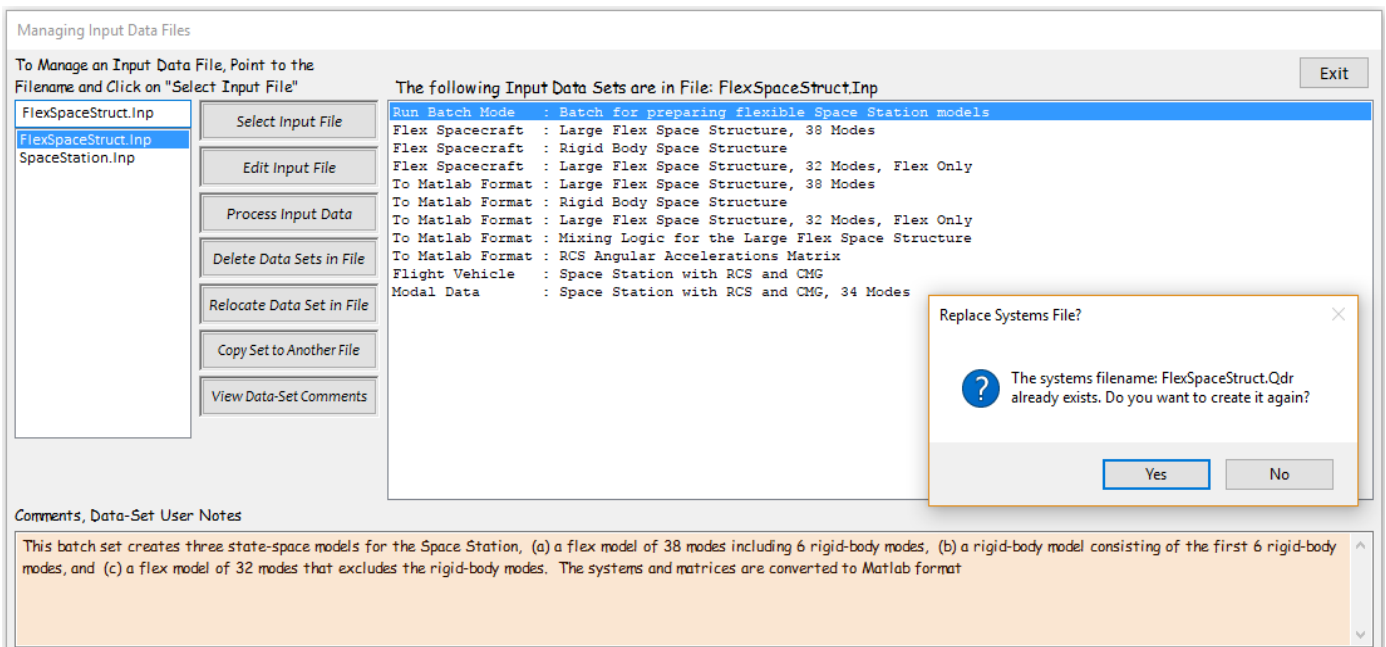 Managing Input Data Files
To Manage an Input Data File, Point to the
Filename and Click on "Select Input File"
The following Input Data Sets are in File: FlexSpaceStruct.Inp
Exit
FlexSpaceStruct.Inp
FlexSpaceStruct.Inp
SpaceStation.Inp
Select Input File
Edit Input File
Process Input Data
Delete Data Sets in File
Relocate Data Set in File
Copy Set to Another File
View Data-Set Comments
Run Batch Mode : Batch for preparing flexible Space Station models
Flex Spacecraft : Large Flex Space Structure, 38 Modes
Flex Spacecraft : Rigid Body Space Structure
Flex Spacecraft : Large Flex Space Structure, 32 Modes, Flex Only
To Matlab Format : Large Flex Space Structure, 38 Modes
To Matlab Format : Rigid Body Space Structure
To Matlab Format : Large Flex Space Structure, 32 Modes, Flex Only
To Matlab Format : Mixing Logic for the Large Flex Space Structure
To Matlab Format : RCS Angular Accelerations Matrix
Flight Vehicle : Space Station with RCS and CMG
Modal Data : Space Station with RCS and CMG, 34 Modes
Replace Systems File?
The systems filename: FlexSpaceStruct.Qdr
already exists. Do you want to create it again?
Yes
No
Comments, Data-Set User Notes
This batch set creates three state-space models for the Space Station, (a) a flex model of 38 modes including 6 rigid-body modes, (b) a rigid-body model consisting of the first 6 rigid-body
modes, and (c) a flex model of 32 modes that excludes the rigid-body modes. The systems and matrices are converted to Matlab format